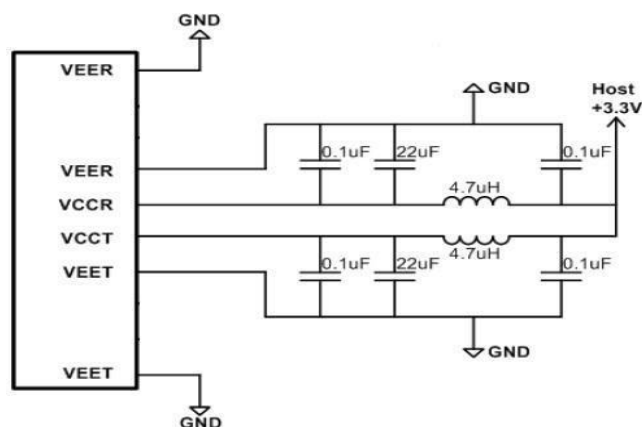 GND
VEER
GND
Host
+3.3V
VEER
0.1uF
22uF
0.1uF
4.7uH
VCCR
VCCT
4.7uH
VEET
0.1uF
22uF
0.1uF
GND
VEET
GND